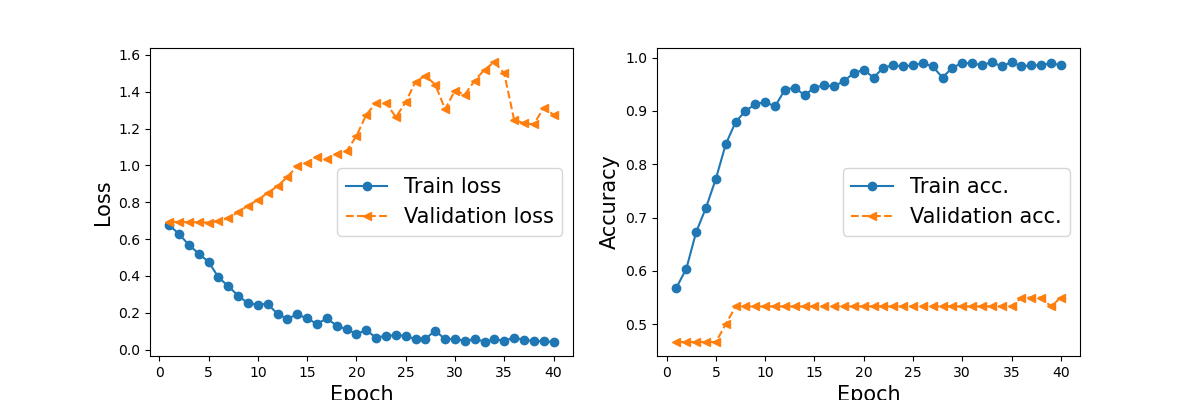 1.6
1.4
1.2
1.0
0.8
0.6
0.4
0.2
0.0
Loss
0 5 10 15 20 25 30 35 40
Epoch
Train loss
Validation loss
1.0
0.9
0.8
0.7
0.6
0.5
Accuracy
0 5 10 15 20 25 30 35 40
Epoch
Train acc.
Validation acc.